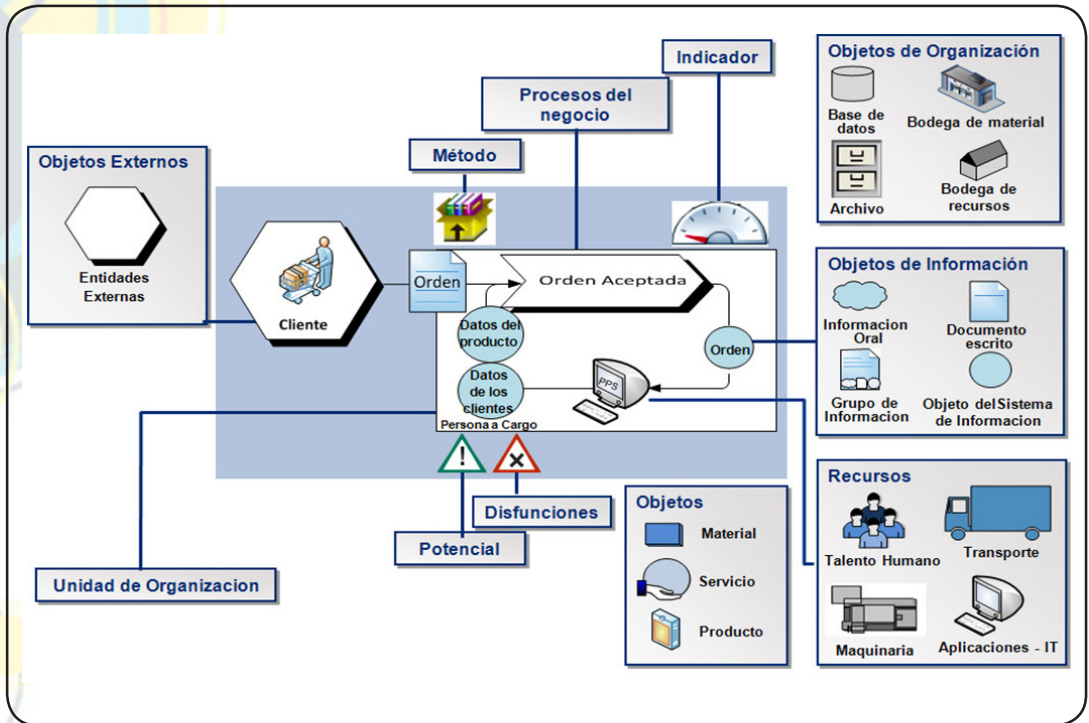 Indicador
Procesos del
negocio
Método
Objetos Externos
Entidades
Externas
Cliente
Orden
Orden Aceptada
Datos del
producto
Datos
de los
clientes
Persona a Cargo
PPS
Orden
!
x
Disfunciones
Potencial
Unidad de Organizacion
Objetos
Material
Servicio
Producto
Objetos de Organización
Base de
datos
Bodega de material
Archivo
Bodega de
recursos
Objetos de Información
Informacion
Oral
Documento
escrito
Grupo de
Informacion
Objeto del Sistema
de Informacion
Recursos
Talento Humano
Transporte
Maquinaria
Aplicaciones - IT